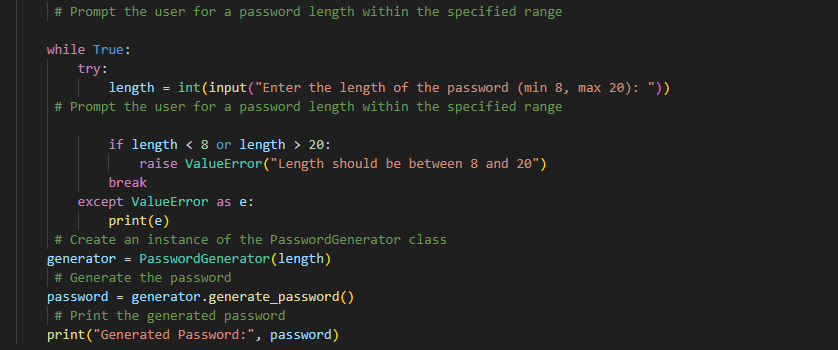 # Prompt the user for a password length within the specified range
while True:
try:
length = int(input("Enter the length of the password (min 8, max 20): "))
# Prompt the user for a password length within the specified range
if length < 8 or length > 20:
raise ValueError("Length should be between 8 and 20")
break
except ValueError as e:
print(e)
# Create an instance of the PasswordGenerator class
generator = PasswordGenerator(length)
# Generate the password
password = generator.generate_password()
# Print the generated password
print("Generated Password:", password)